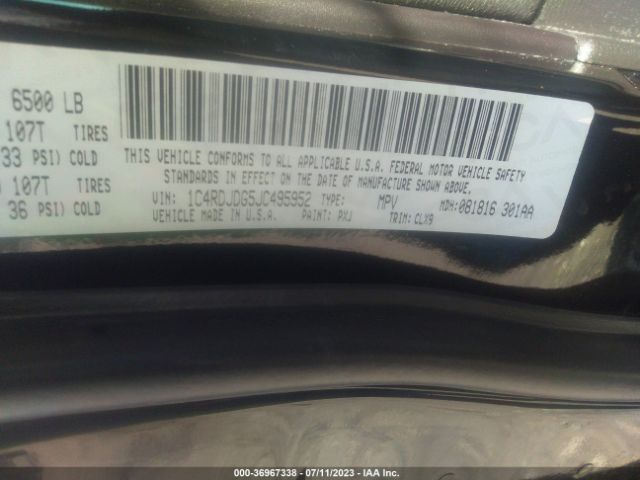 6500 LB
107T TIRES
33 PSI) COLD
107T TIRES
36 PSI) COLD
THIS VEHICLE CONFORMS TO ALL APPLICABLE U.S.A. FEDERAL MOTOR VEHICLE SAFETY
STANDARDS IN EFFECT ON THE DATE OF MANUFACTURE SHOWN ABOVE.
VIN: 1C4RDJDG5JC495952 TYPE: MPV MDH: 081816 301AA
VEHICLE MADE IN U.S.A. PAINT: PXJ TRIM: CLX9
000-36967338 - 07/11/2023 - IAA Inc.